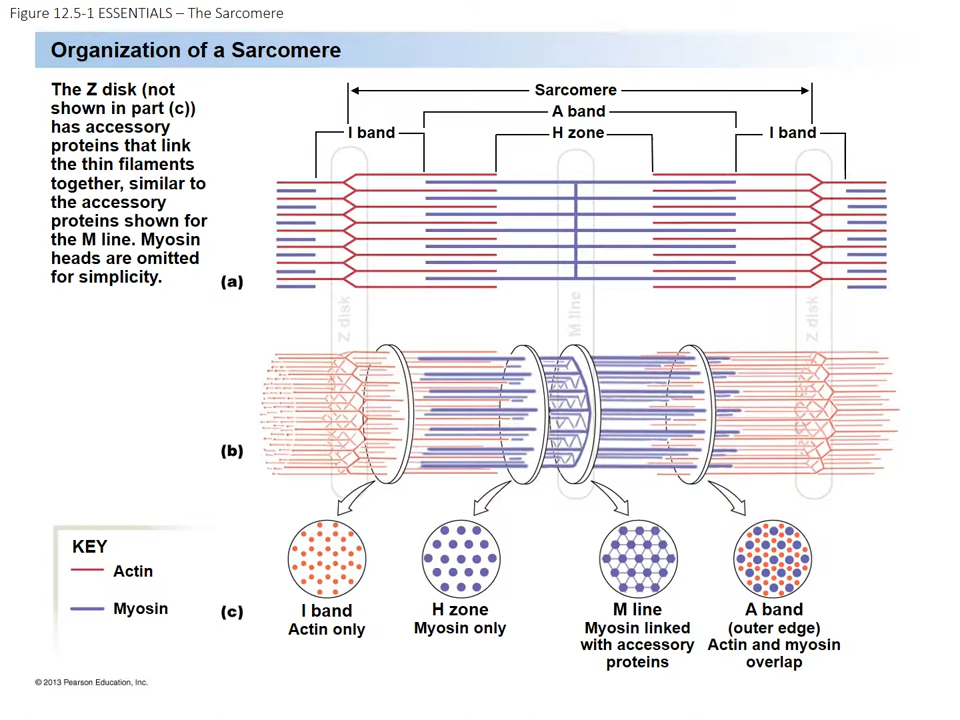 Figure 12.5-1 ESSENTIALS – The Sarcomere
Organization of a Sarcomere
The Z disk (not
shown in part (c))
has accessory
proteins that link
the thin filaments
together, similar to
the accessory
proteins shown for
the M line. Myosin
heads are omitted
for simplicity.
Sarcomere
A band
I band
H zone
I band
(a)
Z disk
M line
Z disk
(b)
KEY
Actin
Myosin
(c)
I band
Actin only
H zone
Myosin only
M line
Myosin linked
with accessory
proteins
A band
(outer edge)
Actin and myosin
overlap
© 2013 Pearson Education, Inc.